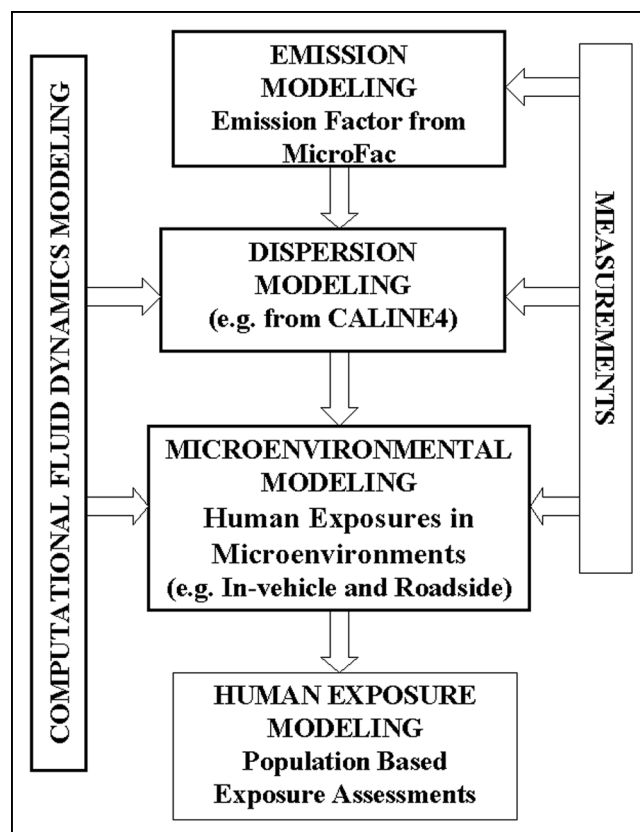 COMPUTATIONAL FLUID DYNAMICS MODELING
EMISSION
MODELING
Emission Factor from
MicroFac
DISPERSION
MODELING
(e.g. from CALINE4)
MICROENVIRONMENTAL
MODELING
Human Exposures in
Microenvironments
(e.g. In-vehicle and Roadside)
HUMAN EXPOSURE
MODELING
Population Based
Exposure Assessments
MEASUREMENTS